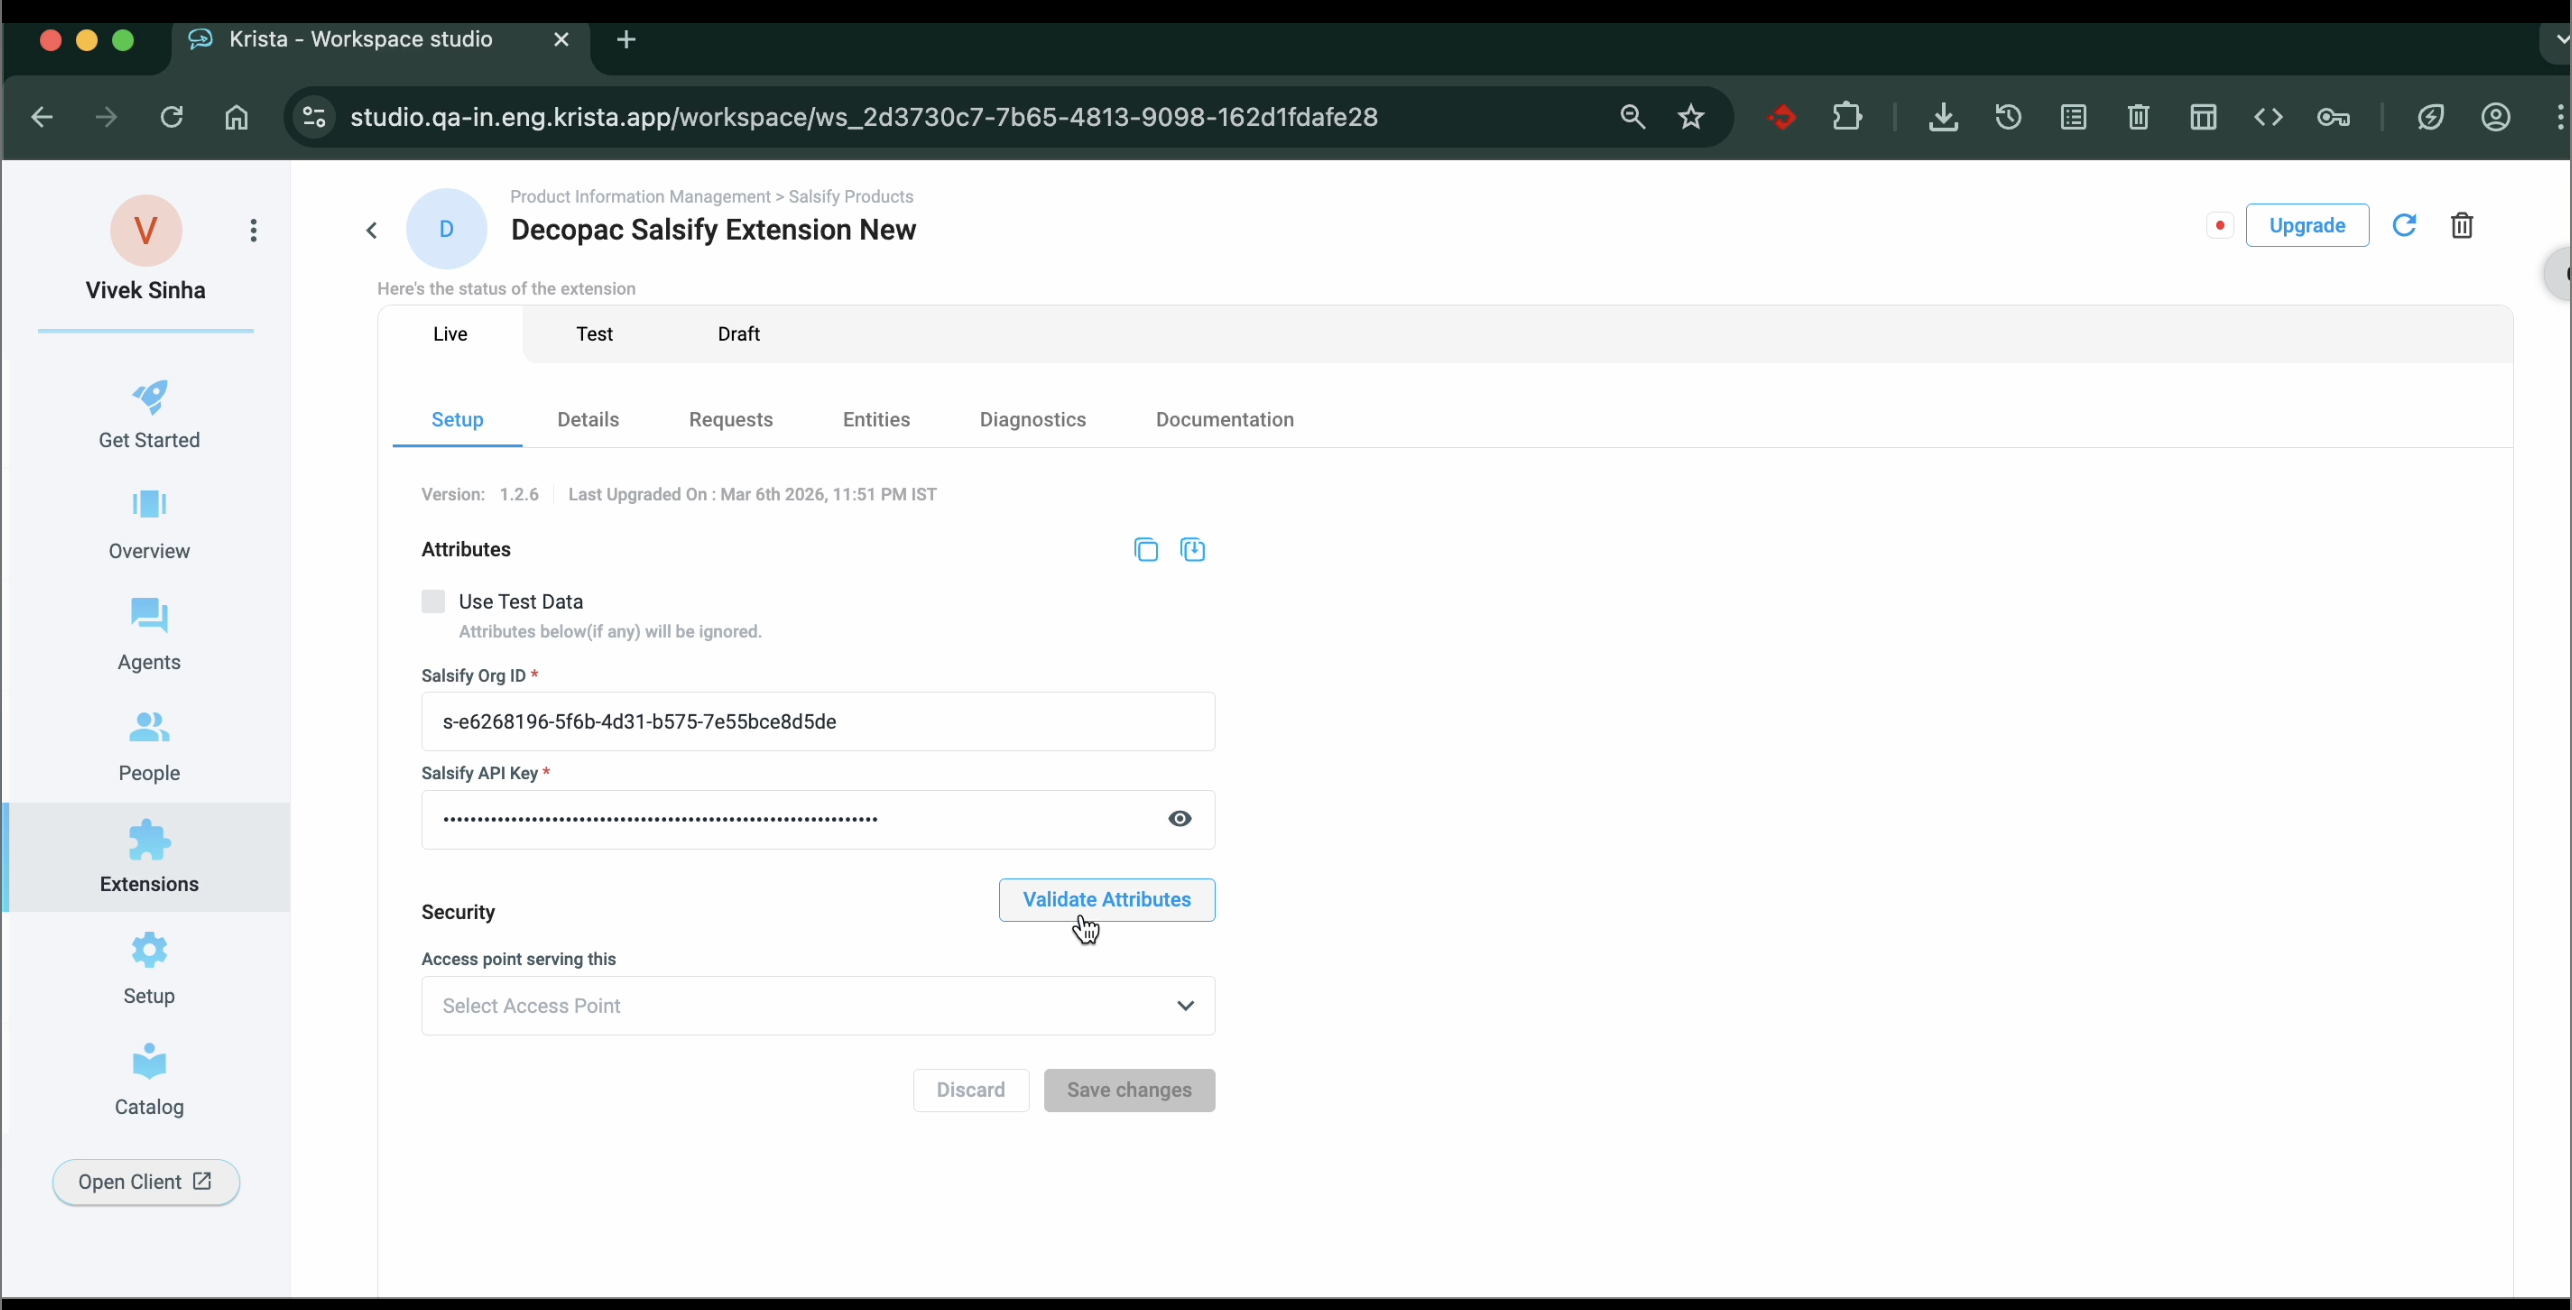 Krista - Workspace studio
studio.qa-in.eng.krista.app/workspace/ws_2d3730c7-7b65-4813-9098-162d1fdafe28
V
Vivek Sinha
Get Started
Overview
Agents
People
Extensions
Setup
Catalog
Open Client
D
Product Information Management > Salsify Products
Decopac Salsify Extension New
Upgrade
Here's the status of the extension
Live Test Draft
Setup Details Requests Entities Diagnostics Documentation
Version: 1.2.6 Last Upgraded On : Mar 6th 2026, 11:51 PM IST
Attributes
Use Test Data
Attributes below(if any) will be ignored.
Salsify Org ID *
s-e6268196-5f6b-4d31-b575-7e55bce8d5de
Salsify API Key *
Validate Attributes
Security
Access point serving this
Select Access Point
Discard Save changes